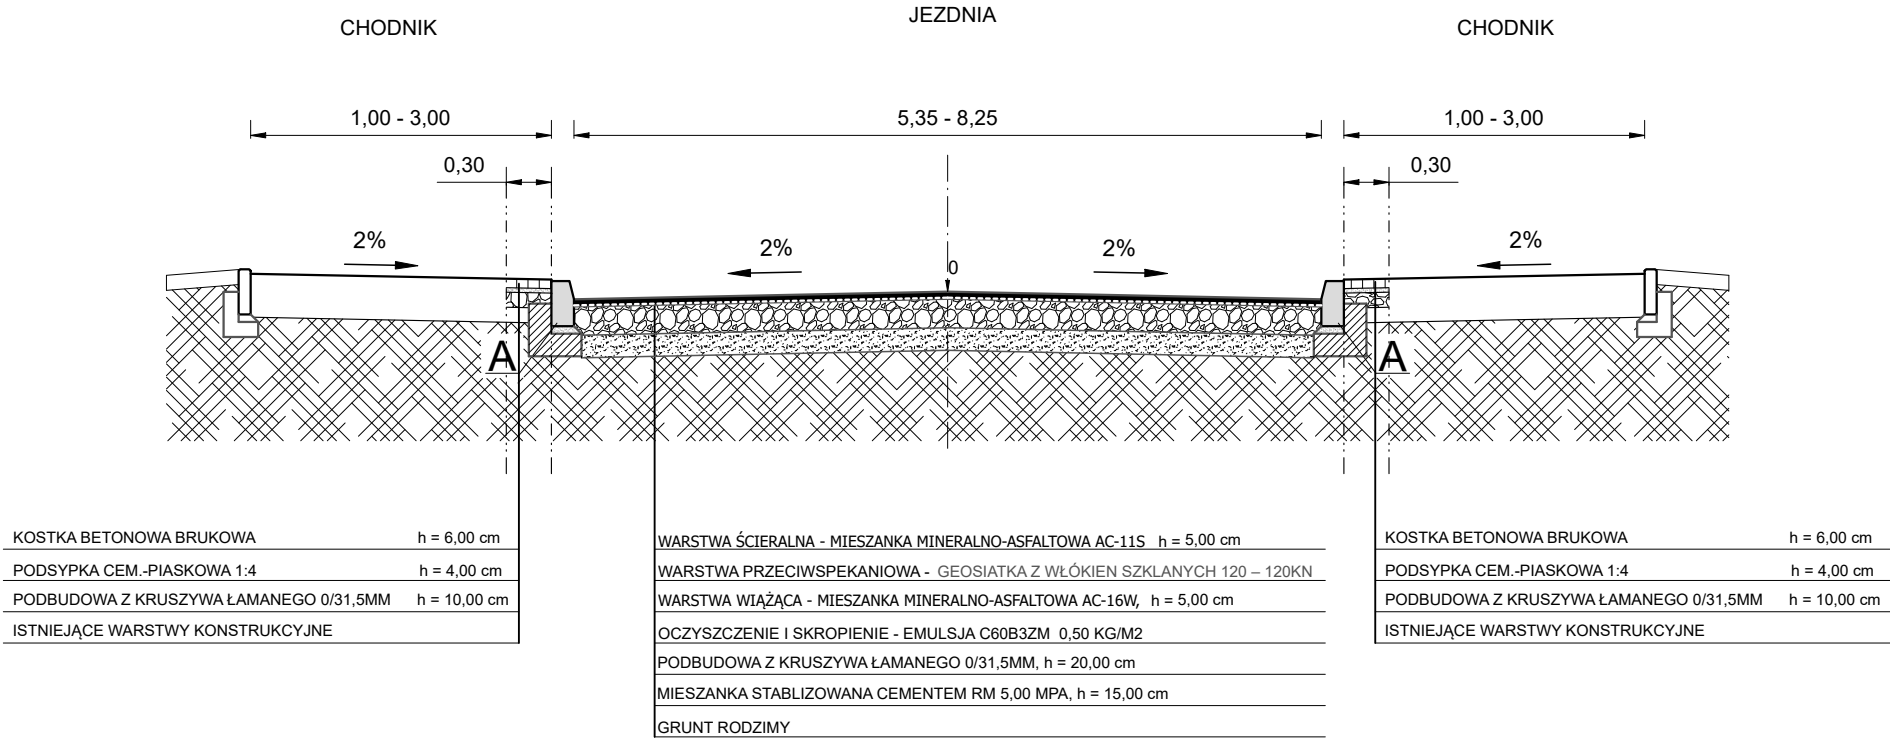 CHODNIK
JEZDNIA
CHODNIK
1,00 - 3,00
5,35 - 8,25
1,00 - 3,00
0,30
0,30
2%
2%
2%
2%
0
A
A
KOSTKA BETONOWA BRUKOWA h = 6,00 cm
PODSYPKA CEM.-PIASKOWA 1:4 h = 4,00 cm
PODBUDOWA Z KRUSZYWA ŁAMANEGO 0/31,5MM h = 10,00 cm
ISTNIEJĄCE WARSTWY KONSTRUKCYJNE
WARSTWA ŚCIERALNA - MIESZANKA MINERALNO-ASFALTOWA AC-11S h = 5,00 cm
WARSTWA PRZECIWSPEKANIOWA - GEOSIATKA Z WŁÓKIEN SZKLANYCH 120 – 120KN
WARSTWA WIĄŻĄCA - MIESZANKA MINERALNO-ASFALTOWA AC-16W, h = 5,00 cm
OCZYSZCZENIE I SKROPIENIE - EMULSJA C60B3ZM 0,50 KG/M2
PODBUDOWA Z KRUSZYWA ŁAMANEGO 0/31,5MM, h = 20,00 cm
MIESZANKA STABLIZOWANA CEMENTEM RM 5,00 MPA, h = 15,00 cm
GRUNT RODZIMY
KOSTKA BETONOWA BRUKOWA h = 6,00 cm
PODSYPKA CEM.-PIASKOWA 1:4 h = 4,00 cm
PODBUDOWA Z KRUSZYWA ŁAMANEGO 0/31,5MM h = 10,00 cm
ISTNIEJĄCE WARSTWY KONSTRUKCYJNE